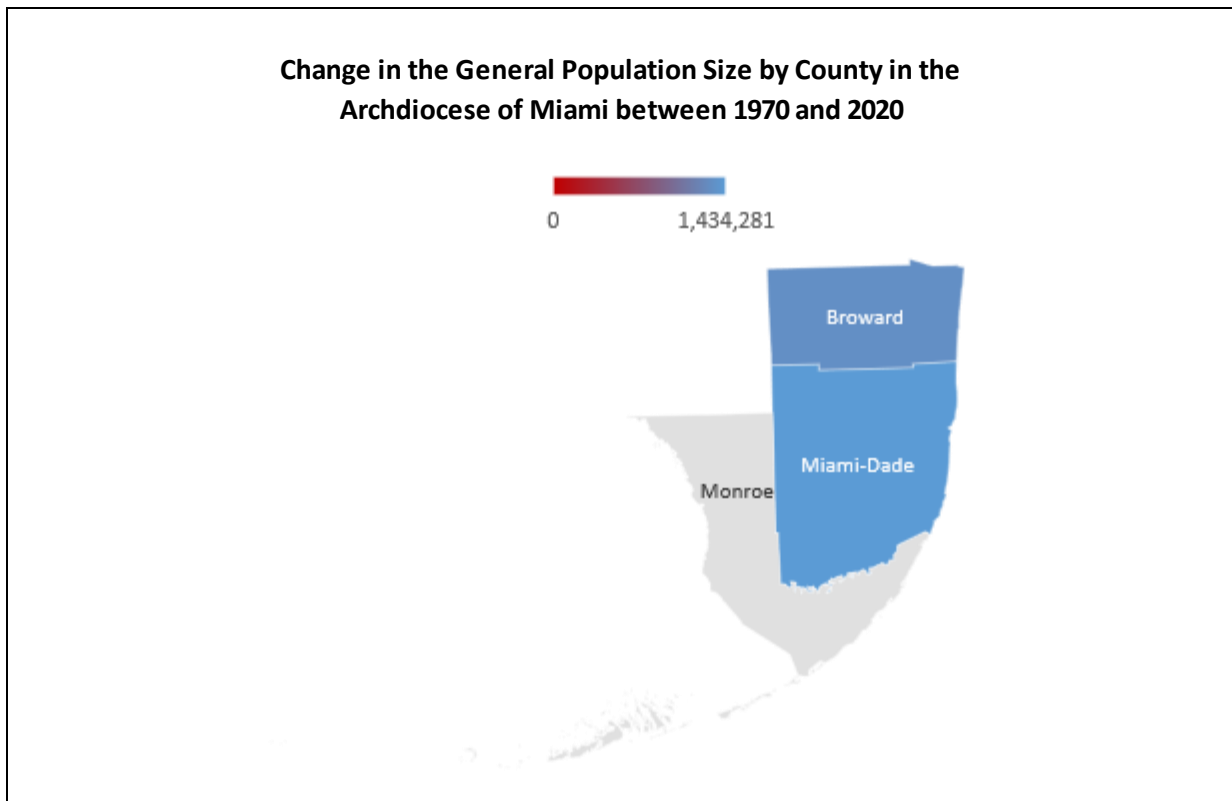 Change in the General Population Size by County in the
Archdiocese of Miami between 1970 and 2020
0 1,434,281
Broward
Miami-Dade
Monroe